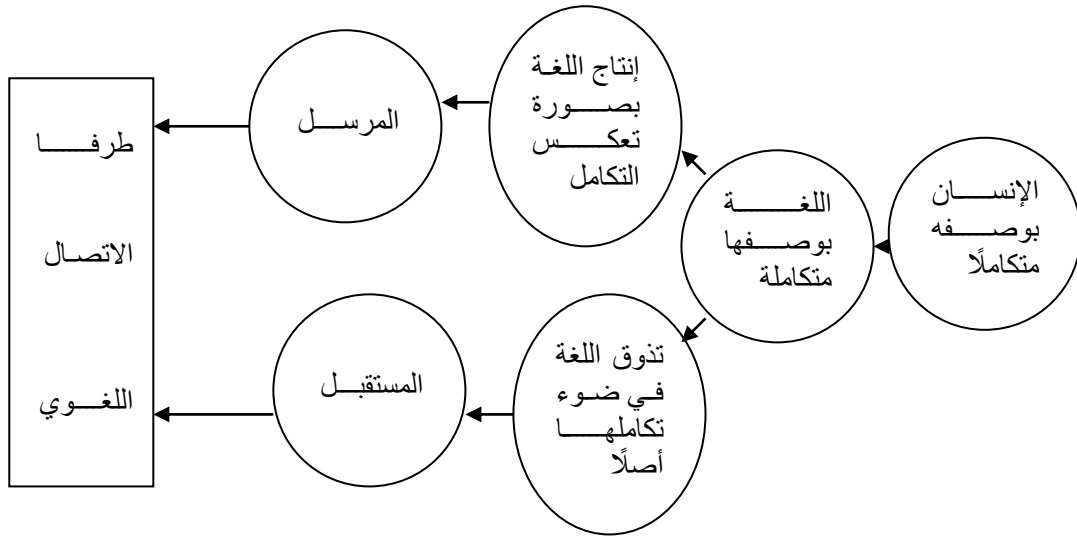 الإنسان
بوصفه
متكاملًا
اللغة
بوصفها
متكاملة
إنتاج اللغة
بصورة
تعكس
التكامل
المرسل
تذوق اللغة
في ضوء
تكاملها
أصلًا
المستقبل
طرفا
الاتصال
اللغوي